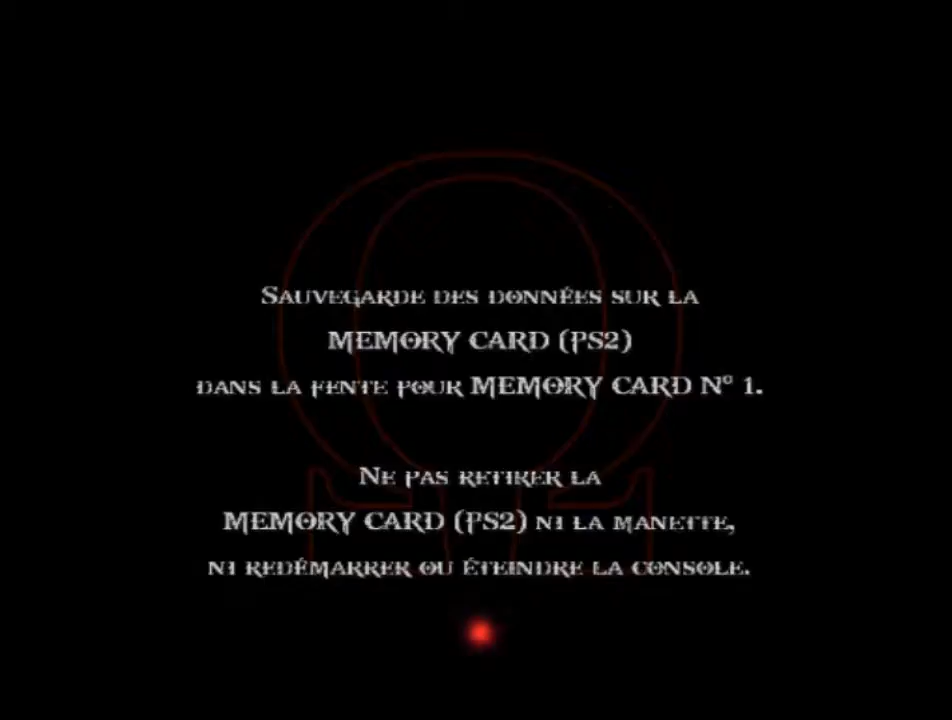 Sauvegarde des données sur la
MEMORY CARD (PS2)
dans la fente pour MEMORY CARD N° 1.
Ne pas retirer la
MEMORY CARD (PS2) ni la manette,
ni redémarrer ou éteindre la console.